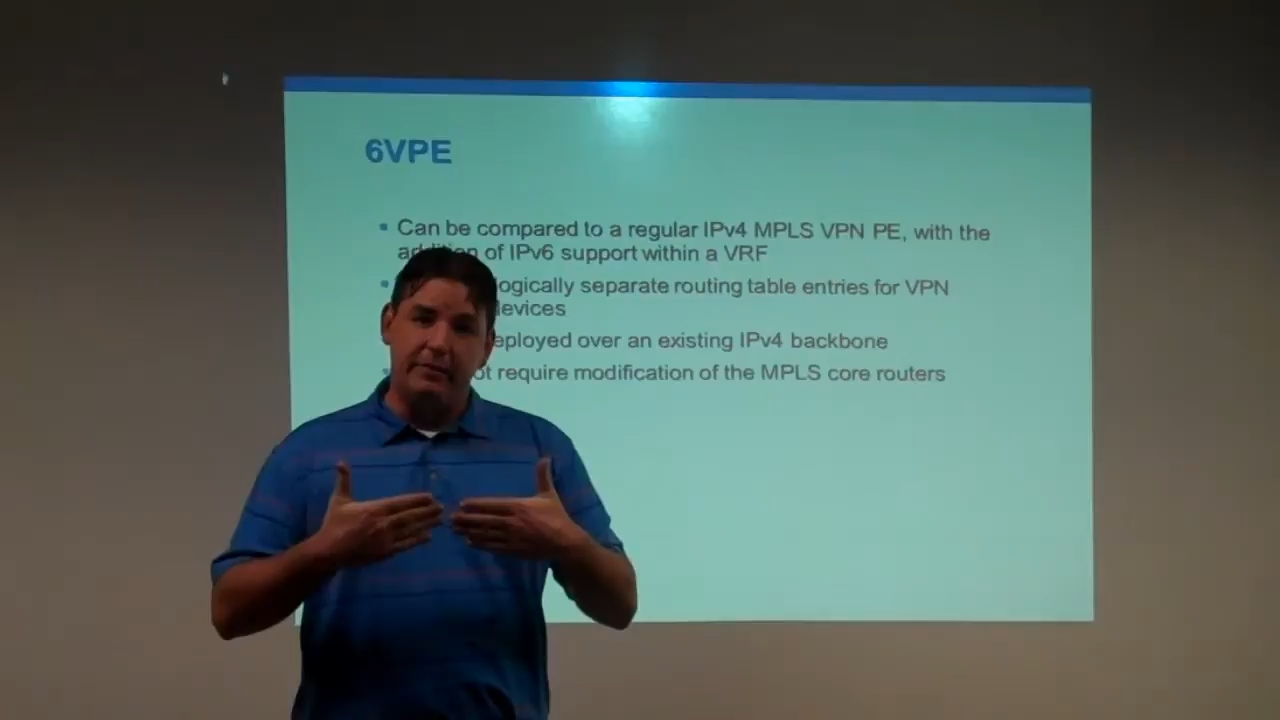 6VPE
Can be compared to a regular IPv4 MPLS VPN PE, with the
addition of IPv6 support within a VRF
logically separate routing table entries for VPN
devices
deployed over an existing IPv4 backbone
not require modification of the MPLS core routers